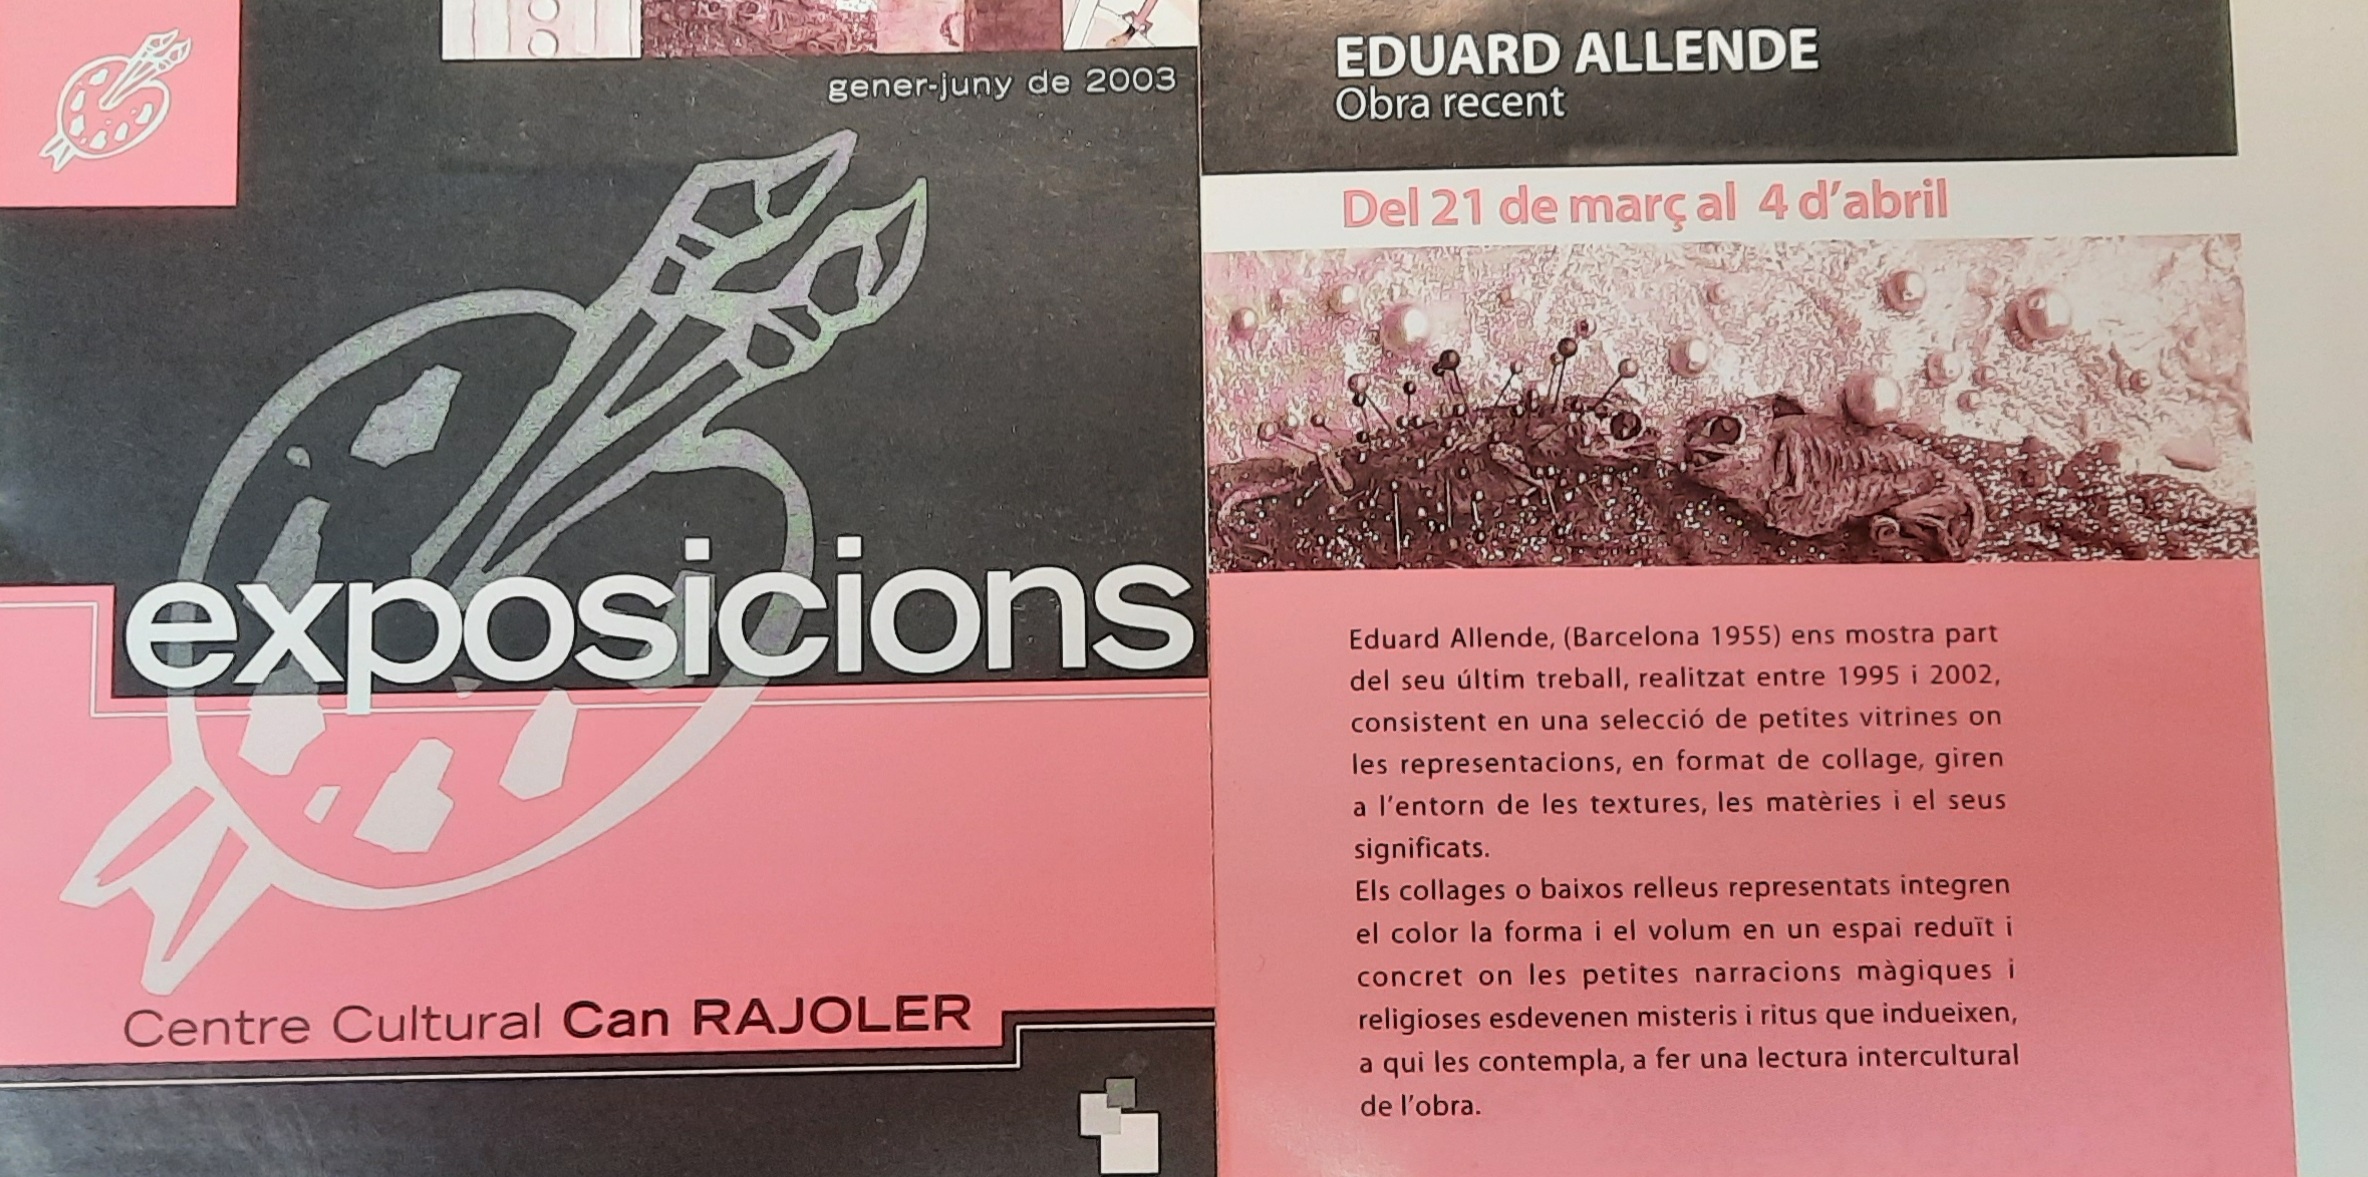 gener-juny de 2003
exposicions
Centre Cultural Can RAJOLER
EDUARD ALLENDE
Obra recent
Del 21 de març al 4 d'abril
Eduard Allende, (Barcelona 1955) ens mostra part
del seu últim treball, realitzat entre 1995 i 2002,
consistent en una selecció de petites vitrines on
les representacions, en format de collage, giren
a l'entorn de les textures, les matèries i el seus
significats.
Els collages o baixos relleus representats integren
el color la forma i el volum en un espai reduït i
concret on les petites narracions màgiques i
religioses esdevenen misteris i ritus que indueixen,
a qui les contempla, a fer una lectura intercultural
de l'obra.